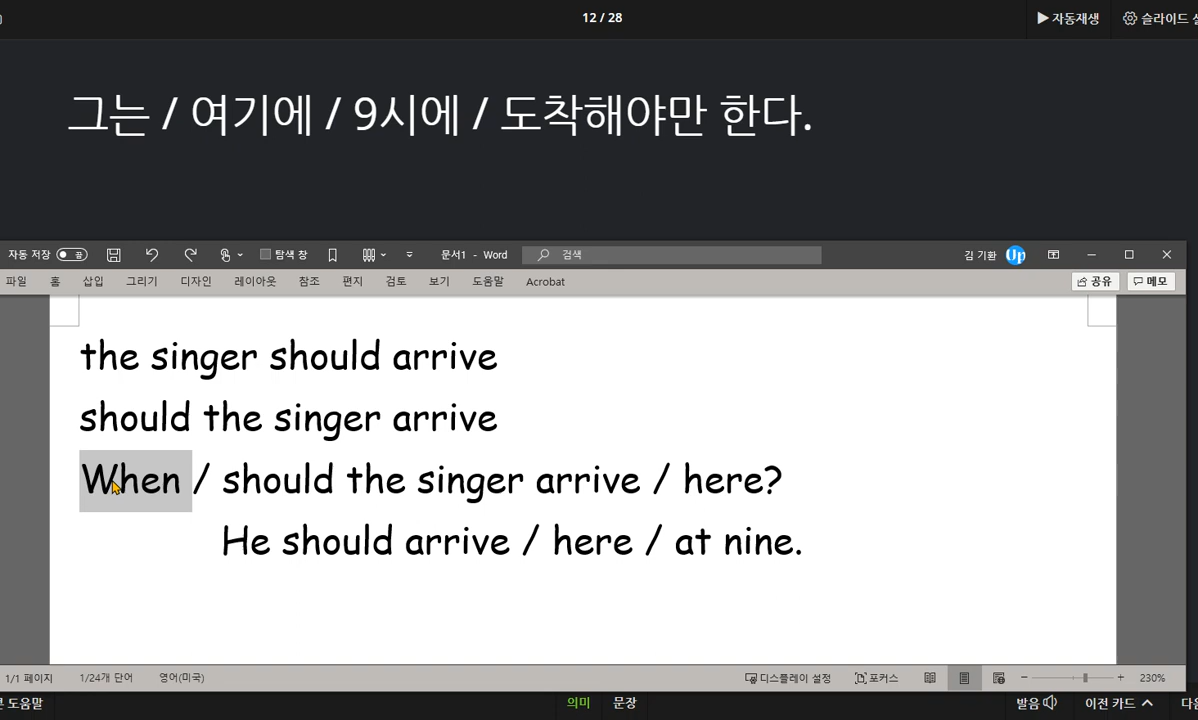 12 / 28
▶자동재생
슬라이드
그는 / 여기에 / 9시에 / 도착해야만 한다.
자동 저장
탐색 창
문서1 - Word
검색
김 기환
Up
파일 홈 삽입 그리기 디자인 레이아웃 참조 편지 검토 보기 도움말 Acrobat
공유
메모
the singer should arrive
should the singer arrive
When / should the singer arrive / here?
He should arrive / here / at nine.
1/1 페이지 1/24개 단어 영어(미국)
디스플레이 설정
포커스
230%
도움말
의미 문장
발음
이전 카드